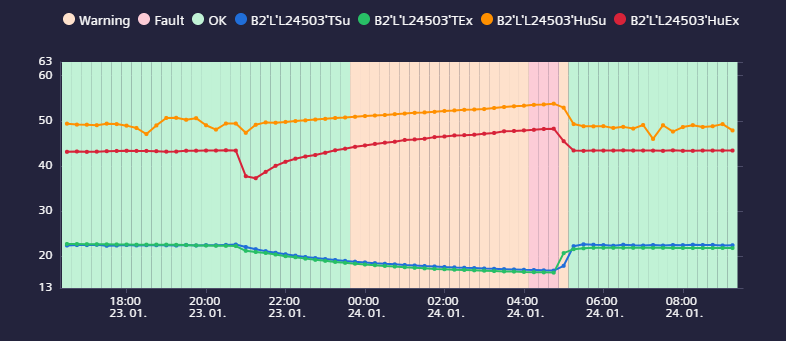 Warning Fault OK B2'L'L24503'TSu B2'L'L24503'TEx B2'L'L24503'HuSu B2'L'L24503'HuEx
63
60
50
40
30
20
13
18:00 20:00 22:00 00:00 02:00 04:00 06:00 08:00
23. 01. 23. 01. 23. 01. 24. 01. 24. 01. 24. 01. 24. 01. 24. 01.